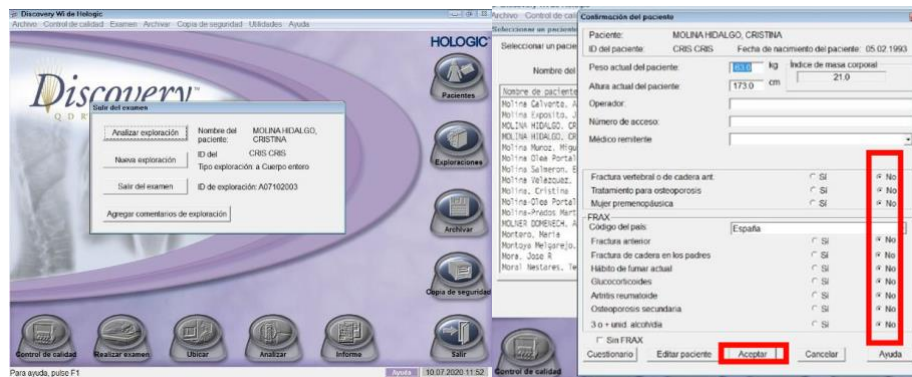 Discovery Wi de Hologic
Archivo Control de calidad Examen Archivar Copia de seguridad Utilidades Ayuda
HOLOGIC
Discovery
Q D R
Pacientes
Exploraciones
Archivar
Copia de seguridad
Salir del examen
Analizar exploración
Nueva exploración
Salir del examen
Agregar comentarios de exploración
Nombre del paciente:
MOLINA HIDALGO, CRISTINA
ID del
CRIS CRIS
Tipo exploración: a Cuerpo entero
ID de exploración: A07102003
Control de calidad
Realizar examen
Ubicar
Analizar
Informe
Salir
Para ayuda, pulse F1
Ayuda
10.07.2020 11:52
Archivo Control de cali
Seleccionar un paciente
Seleccionar un pacie
Nombre del
Nombre de paciente
Molina Calvente, A
Molina Exposito, J
MOLINA HIDALGO, CR
MOLINA HIDALGO, CR
Molina Munoz, Migu
Molina Olea Portal
Molina Salmeron, E
Molina Velazquez,
Molina, Cristina
Molina-Olea Portal
Molina-Prados Mart
MOLNER DOMENECH, A
Montero, Maria
Montoya Melgarejo,
Mora, Jose R
Moral Nestares, Te
Control de calidad
Confirmación del paciente
Paciente: MOLINA HIDALGO, CRISTINA
ID del paciente: CRIS CRIS Fecha de nacimiento del paciente: 05.02.1993
Peso actual del paciente: kg
Índice de masa corporal
21.0
Altura actual del paciente: 173.0 cm
Operador:
Número de acceso:
Médico remitente
Fractura vertebral o de cadera ant. Sí No
Tratamiento para osteoporosis Sí No
Mujer premenopáusica Sí No
FRAX
Código del país: España
Fractura anterior Sí No
Fractura de cadera en los padres Sí No
Hábito de fumar actual Sí No
Glucocorticoides Sí No
Artritis reumatoide Sí No
Osteoporosis secundaria Sí No
3 o + unid. alcohl/día Sí No
Sin FRAX
Cuestionario Editar paciente Aceptar Cancelar Ayuda